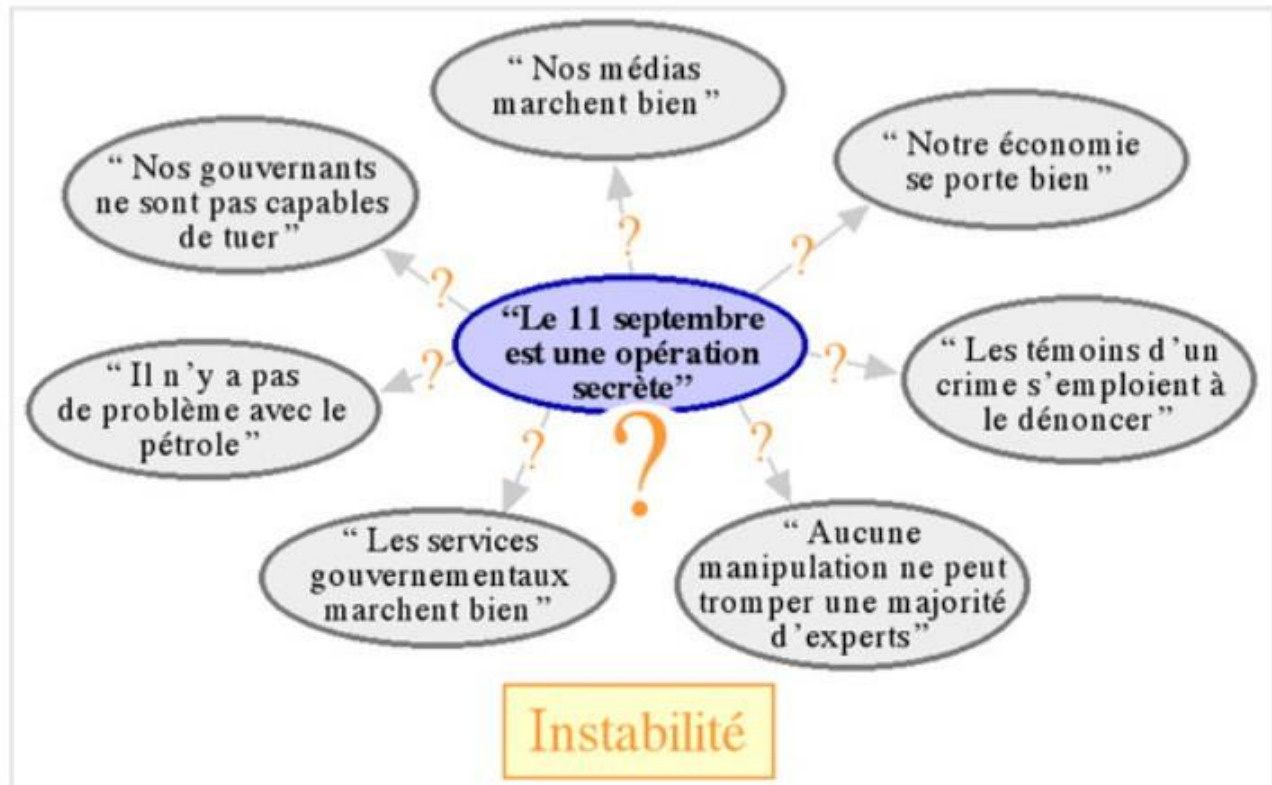 “ Nos médias
marchent bien ”
“ Notre économie
se porte bien ”
“ Nos gouvernants
ne sont pas capables
de tuer”
?
?
?
“Le 11 septembre
est une opération
secrète”
?
“ Les témoins d’un
crime s’emploient à
le dénoncer”
?
“ Il n’y a pas
de problème avec le
pétrole”
?
?
?
“ Les services
gouvernementaux
marchent bien ”
“ Aucune
manipulation ne peut
tromper une majorité
d’experts”
Instabilité